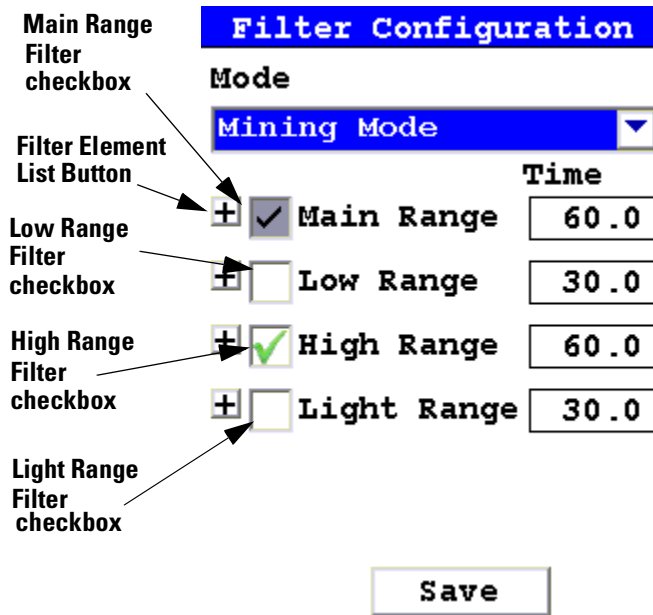 Main Range
Filter
checkbox
Filter Element
List Button
Low Range
Filter
checkbox
High Range
Filter
checkbox
Light Range
Filter
checkbox
Filter Configuration
Mode
Mining Mode
Time
Main Range 60.0
Low Range 30.0
High Range 60.0
Light Range 30.0
Save